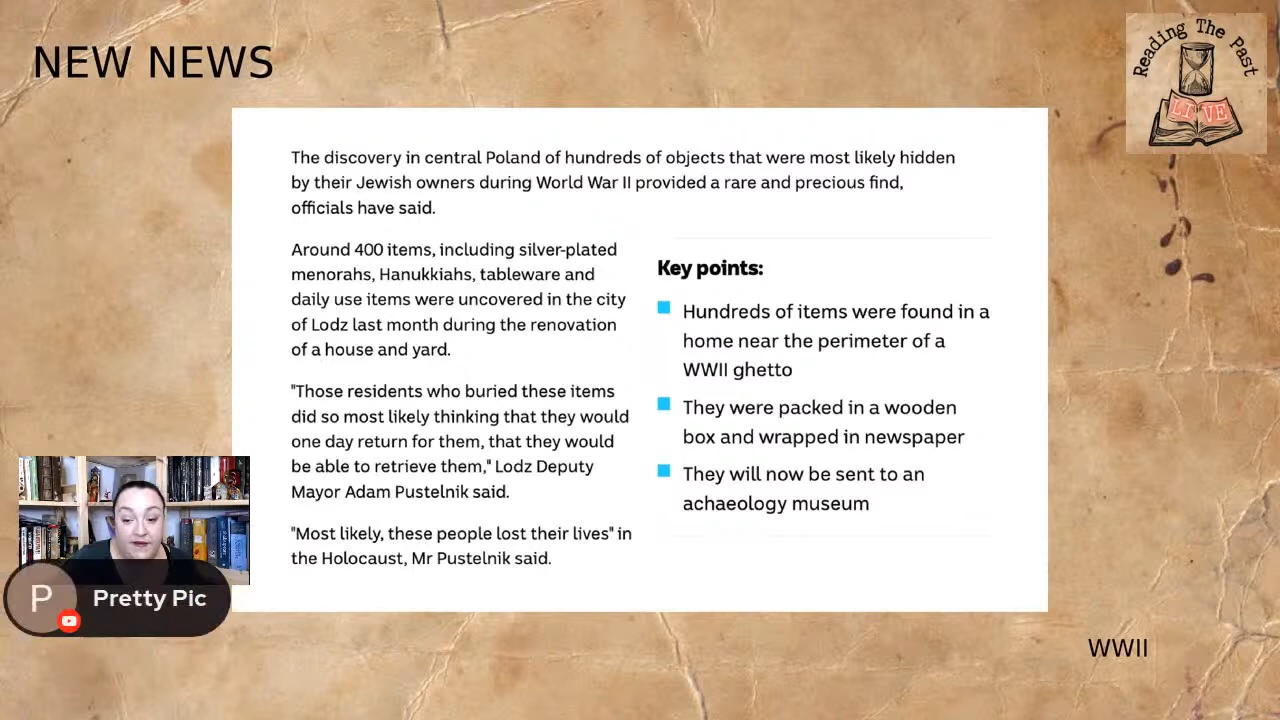 NEW NEWS
Reading The Past
LIVE
The discovery in central Poland of hundreds of objects that were most likely hidden
by their Jewish owners during World War II provided a rare and precious find,
officials have said.
Around 400 items, including silver-plated
menorahs, Hanukkiahs, tableware and
daily use items were uncovered in the city
of Lodz last month during the renovation
of a house and yard.
"Those residents who buried these items
did so most likely thinking that they would
one day return for them, that they would
be able to retrieve them," Lodz Deputy
Mayor Adam Pustelnik said.
"Most likely, these people lost their lives" in
the Holocaust, Mr Pustelnik said.
Key points:
Hundreds of items were found in a
home near the perimeter of a
WWII ghetto
They were packed in a wooden
box and wrapped in newspaper
They will now be sent to an
achaeology museum
P
Pretty Pic
WWII